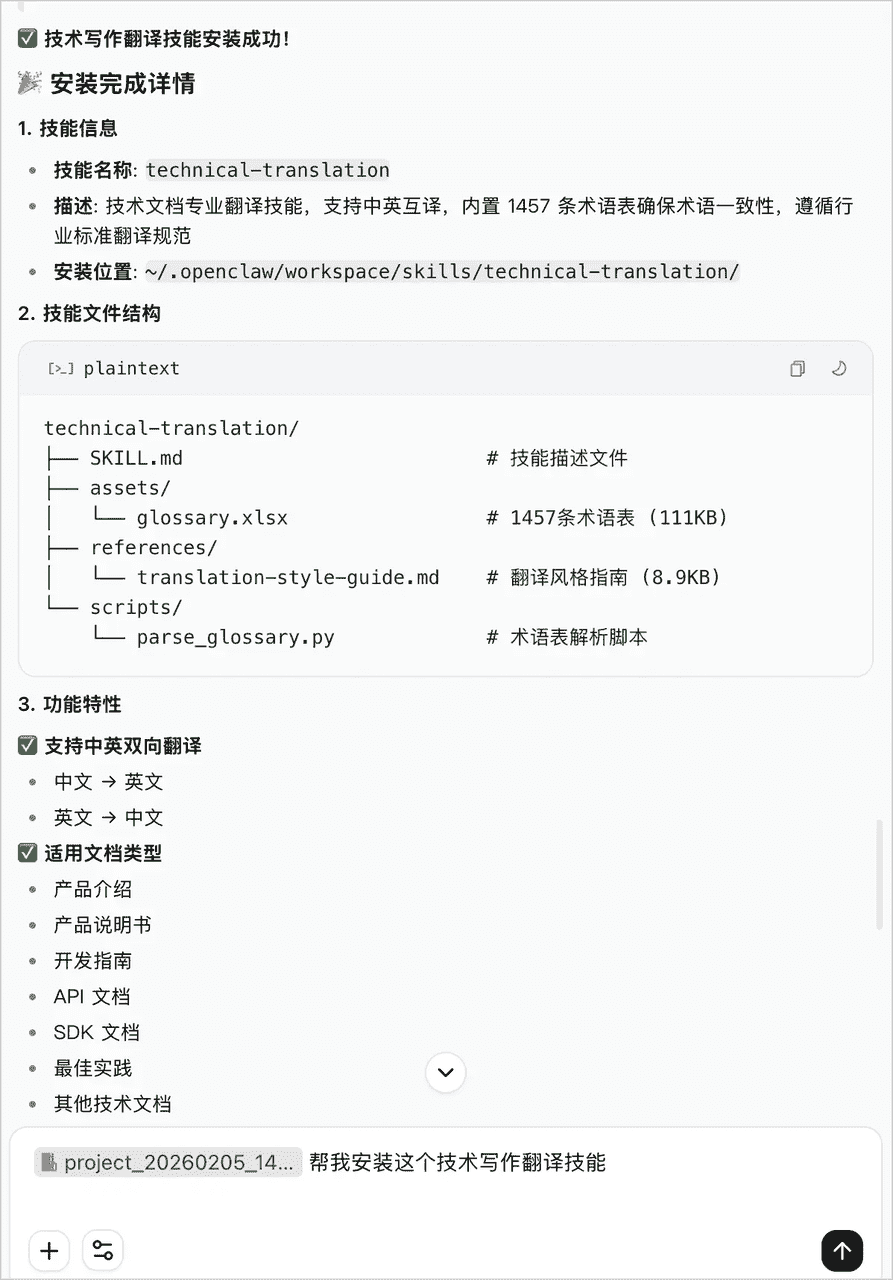 ✅ 技术写作翻译技能安装成功！
🎉 安装完成详情
1. 技能信息
• 技能名称: technical-translation
• 描述: 技术文档专业翻译技能，支持中英互译，内置 1457 条术语表确保术语一致性，遵循行
业标准翻译规范
• 安装位置: ~/.openclaw/workspace/skills/technical-translation/
2. 技能文件结构
[>_] plaintext
technical-translation/
├── SKILL.md # 技能描述文件
├── assets/
│   └── glossary.xlsx # 1457条术语表 (111KB)
├── references/
│   └── translation-style-guide.md # 翻译风格指南 (8.9KB)
└── scripts/
    └── parse_glossary.py # 术语表解析脚本
3. 功能特性
✅ 支持中英双向翻译
• 中文 → 英文
• 英文 → 中文
✅ 适用文档类型
• 产品介绍
• 产品说明书
• 开发指南
• API 文档
• SDK 文档
• 最佳实践
• 其他技术文档
project_20260205_14... 帮我安装这个技术写作翻译技能